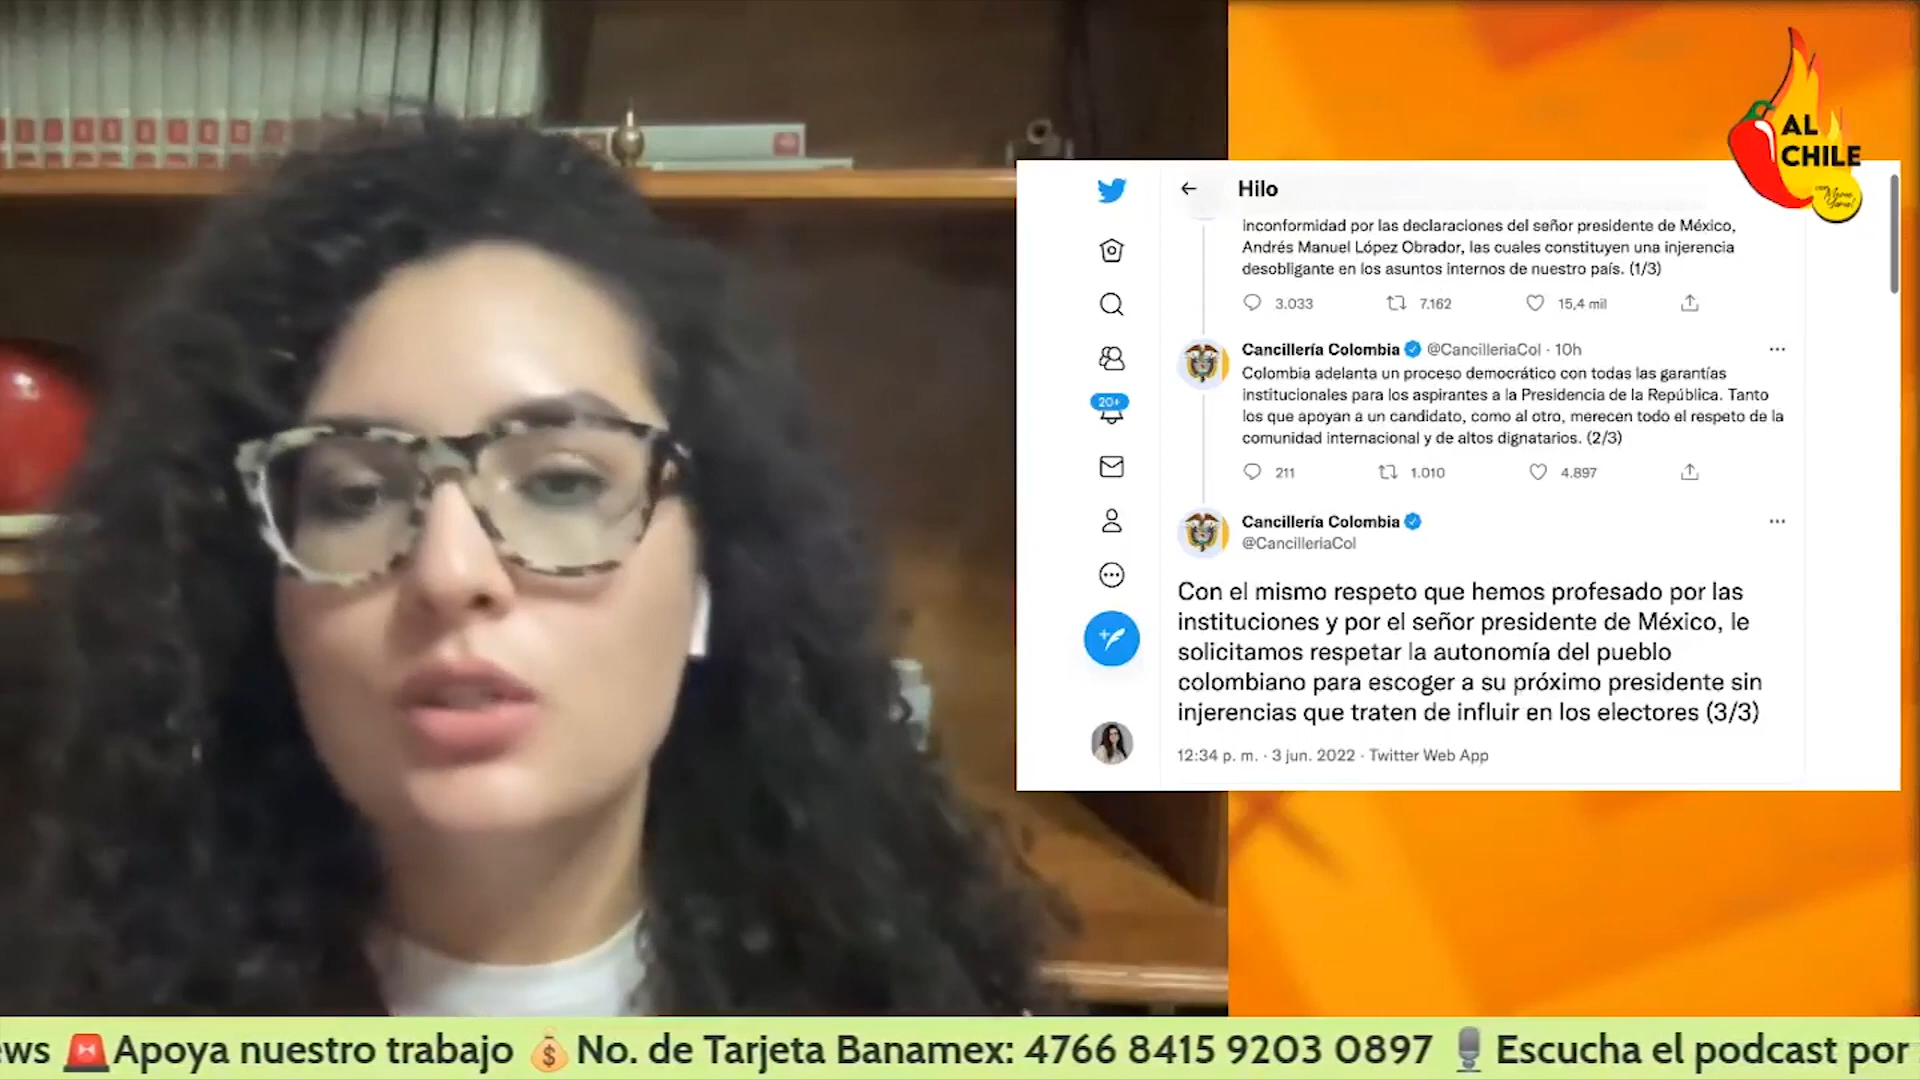 AL
CHILE
Hilo
inconformidad por las declaraciones del señor presidente de México,
Andrés Manuel López Obrador, las cuales constituyen una injerencia
desobligante en los asuntos internos de nuestro país. (1/3)
3.033 7.162 15,4 mil
Cancillería Colombia @CancilleriaCol · 10h
Colombia adelanta un proceso democrático con todas las garantías
institucionales para los aspirantes a la Presidencia de la República. Tanto
los que apoyan a un candidato, como al otro, merecen todo el respeto de la
comunidad internacional y de altos dignatarios. (2/3)
20+
211 1.010 4.897
Cancillería Colombia
@CancilleriaCol
Con el mismo respeto que hemos profesado por las
instituciones y por el señor presidente de México, le
solicitamos respetar la autonomía del pueblo
colombiano para escoger a su próximo presidente sin
injerencias que traten de influir en los electores (3/3)
12:34 p. m. · 3 jun. 2022 · Twitter Web App
ws 🚨Apoya nuestro trabajo 💰No. de Tarjeta Banamex: 4766 8415 9203 0897 🎙️Escucha el podcast por